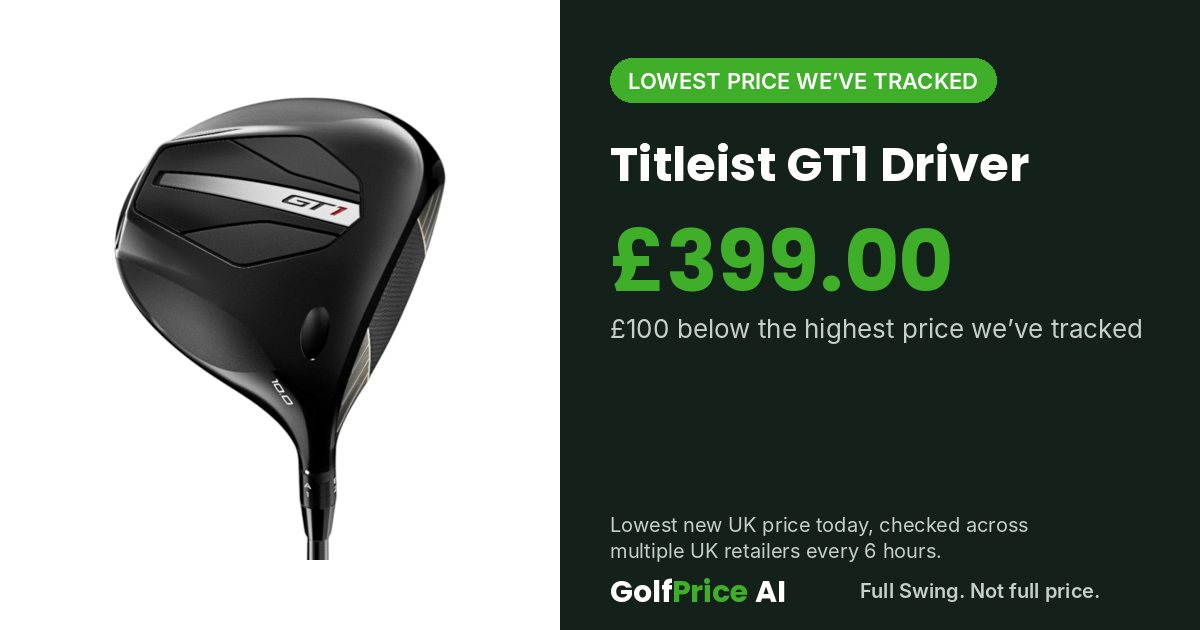 GT1
10.0
LOWEST PRICE WE’VE TRACKED
Titleist GT1 Driver
£399.00
£100 below the highest price we’ve tracked
Lowest new UK price today, checked across
multiple UK retailers every 6 hours.
GolfPrice AI
Full Swing. Not full price.